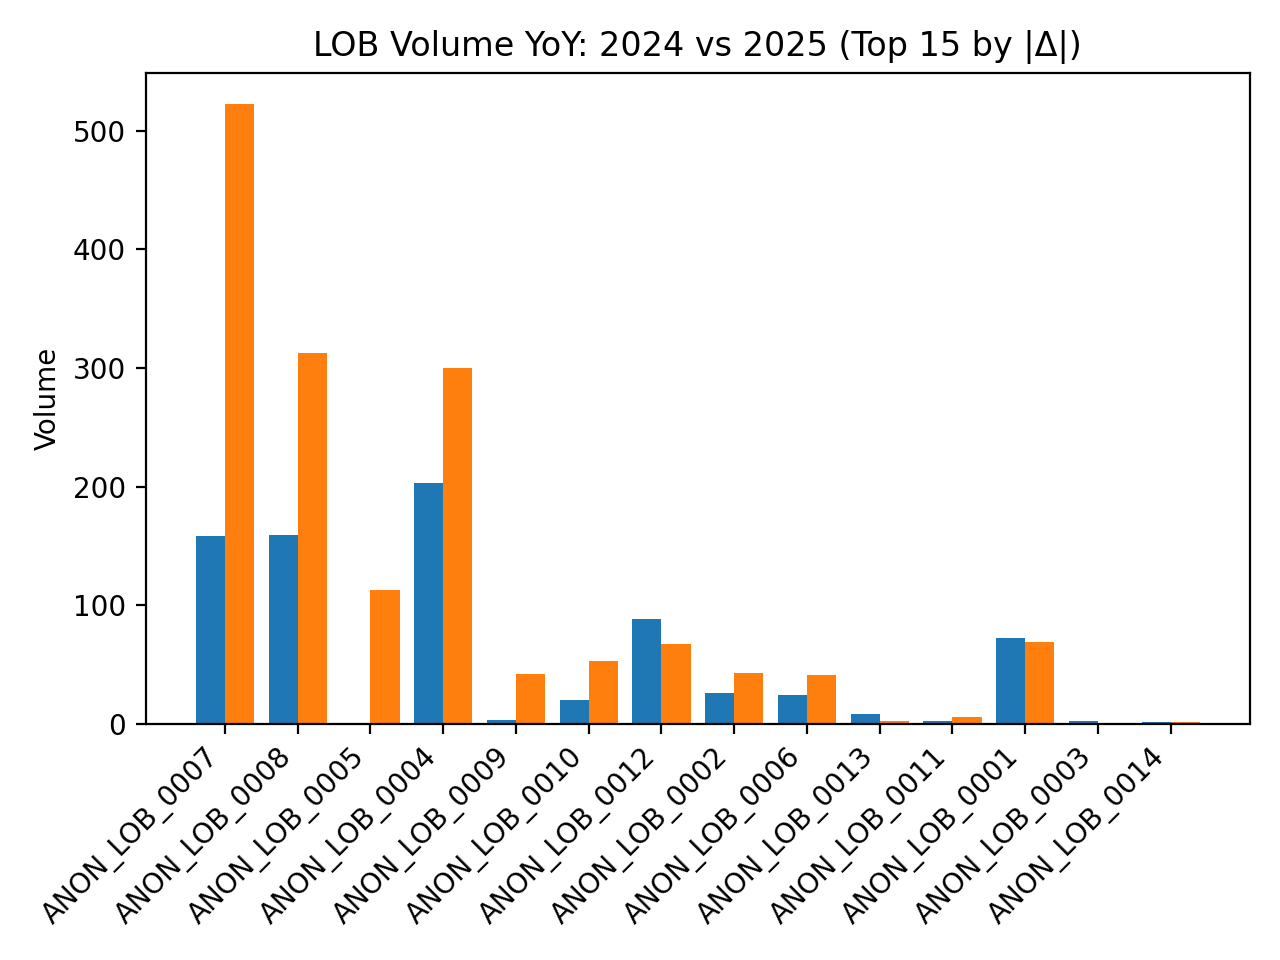 LOB Volume YoY: 2024 vs 2025 (Top 15 by |Δ|)
Volume
500
400
300
200
100
0
ANON_LOB_0007
ANON_LOB_0008
ANON_LOB_0005
ANON_LOB_0004
ANON_LOB_0009
ANON_LOB_0010
ANON_LOB_0012
ANON_LOB_0002
ANON_LOB_0006
ANON_LOB_0013
ANON_LOB_0011
ANON_LOB_0001
ANON_LOB_0003
ANON_LOB_0014